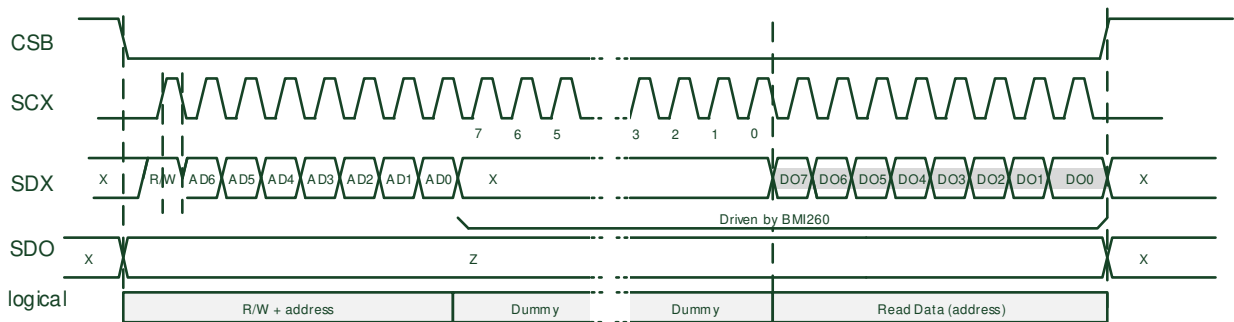 CSB
SCX
7 6 5 3 2 1 0
SDX X R/W AD6 AD5 AD4 AD3 AD2 AD1 AD0 X DO7 DO6 DO5 DO4 DO3 DO2 DO1 DO0 X
Driven by BMI260
SDO X Z X
logical R/W + address Dummy Dummy Read Data (address)